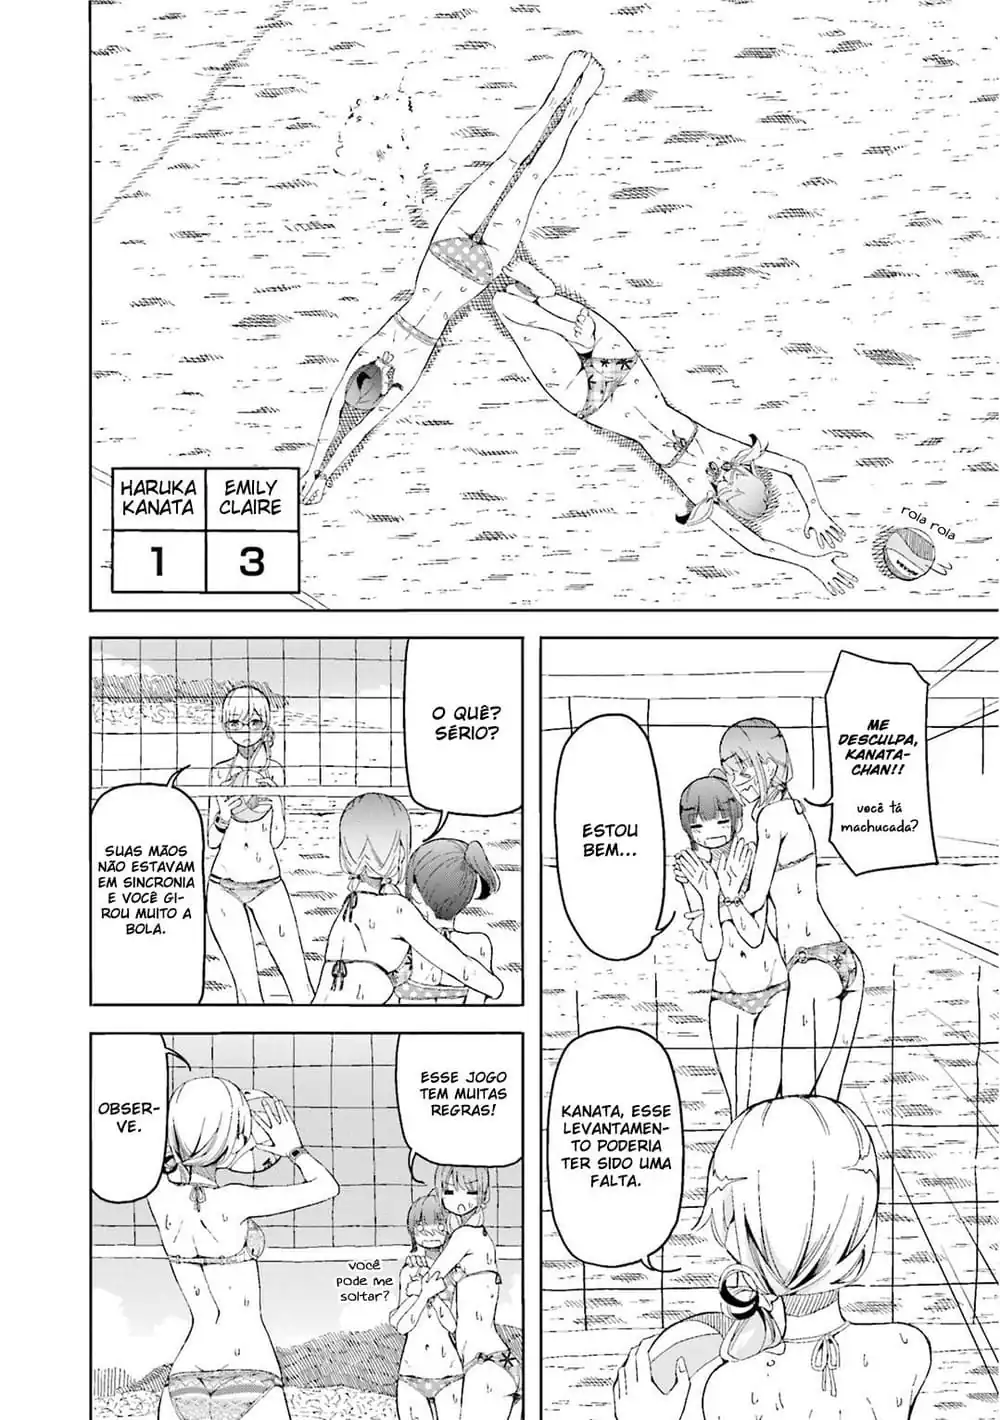 HARUKA
KANATA
EMILY
CLAIRE
1
3
rola rola
ME
DESCULPA,
KANATA-
CHAN!!
você tá
machucada?
ESTOU
BEM...
KANATA, ESSE
LEVANTAMEN-
TO PODERIA
TER SIDO UMA
FALTA.
O QUÊ?
SÉRIO?
SUAS MÃOS
NÃO ESTAVAM
EM SINCRONIA
E VOCÊ GI-
ROU MUITO A
BOLA.
ESSE JOGO
TEM MUITAS
REGRAS!
você
pode me
soltar?
OBSER-
VE.